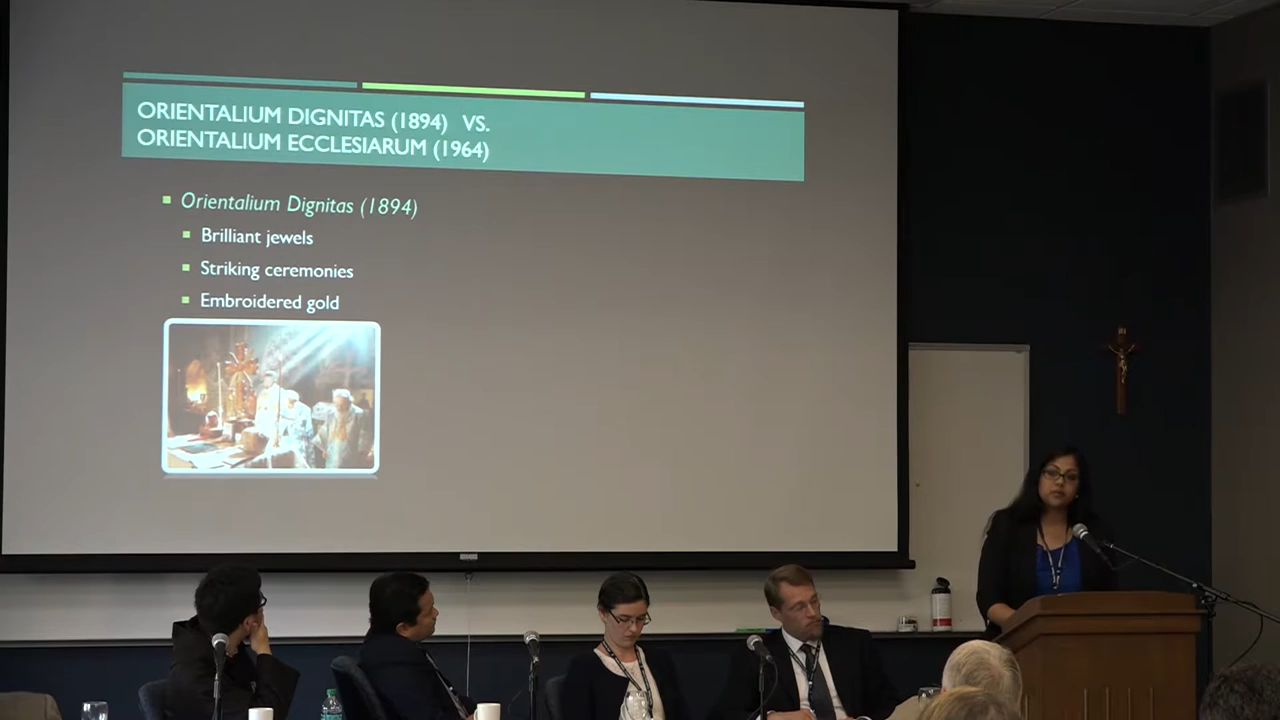 ORIENTALIUM DIGNITAS (1894) VS.
ORIENTALIUM ECCLESIARUM (1964)
Orientalium Dignitas (1894)
Brilliant jewels
Striking ceremonies
Embroidered gold